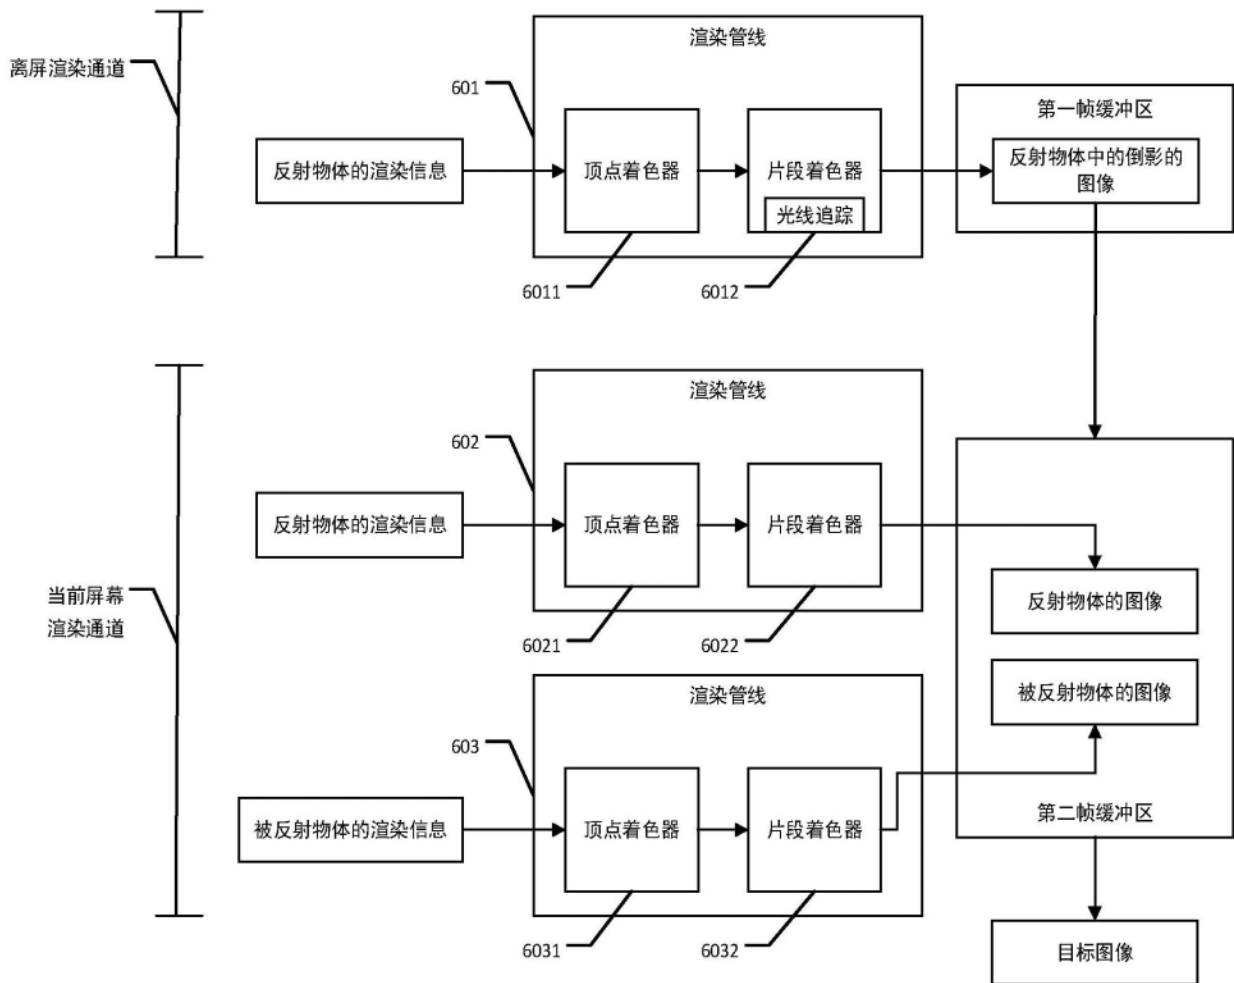 离屏渲染通道
渲染管线
601
反射物体的渲染信息
顶点着色器
片段着色器
光线追踪
第一帧缓冲区
反射物体中的倒影的
图像
6011
6012
当前屏幕
渲染通道
渲染管线
602
反射物体的渲染信息
顶点着色器
片段着色器
反射物体的图像
6021
6022
被反射物体的图像
渲染管线
603
被反射物体的渲染信息
顶点着色器
片段着色器
第二帧缓冲区
6031
6032
目标图像